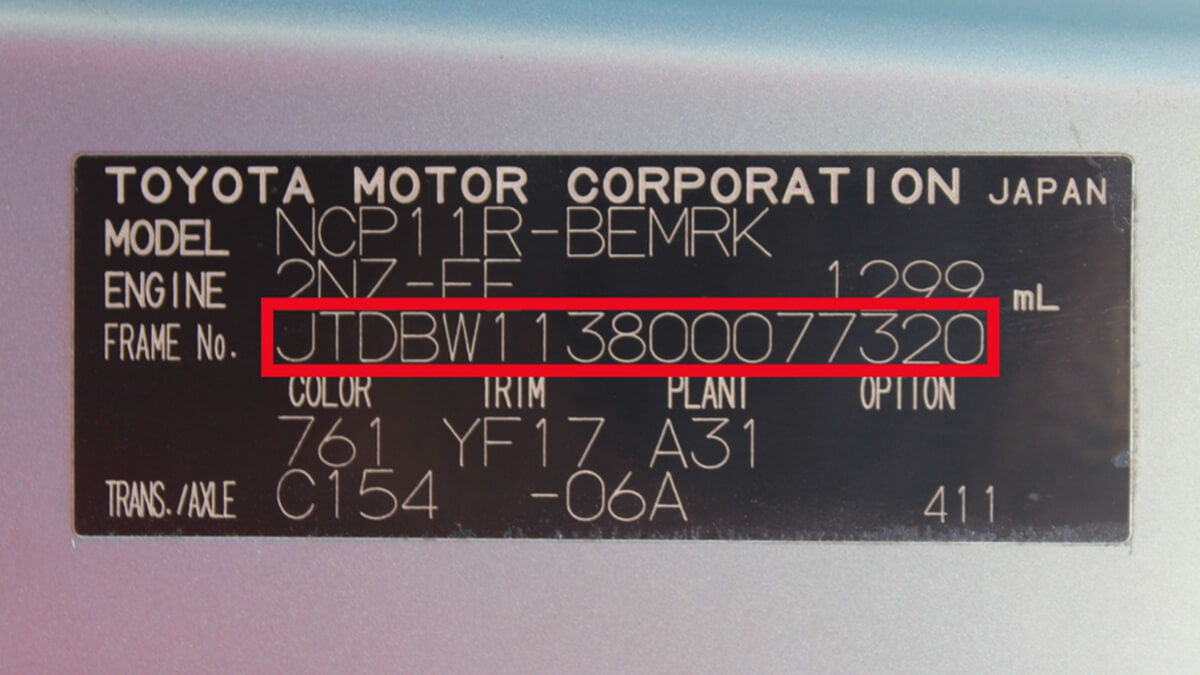 TOYOTA MOTOR CORPORATION JAPAN
MODEL NCP11R-BEMRK
ENGINE 2NZ-FE 1299 mL
FRAME No. JTDBW113800077320
COLOR TRIM PLANT OPTION
761 YF17 A31
TRANS./AXLE C154 -06A 411